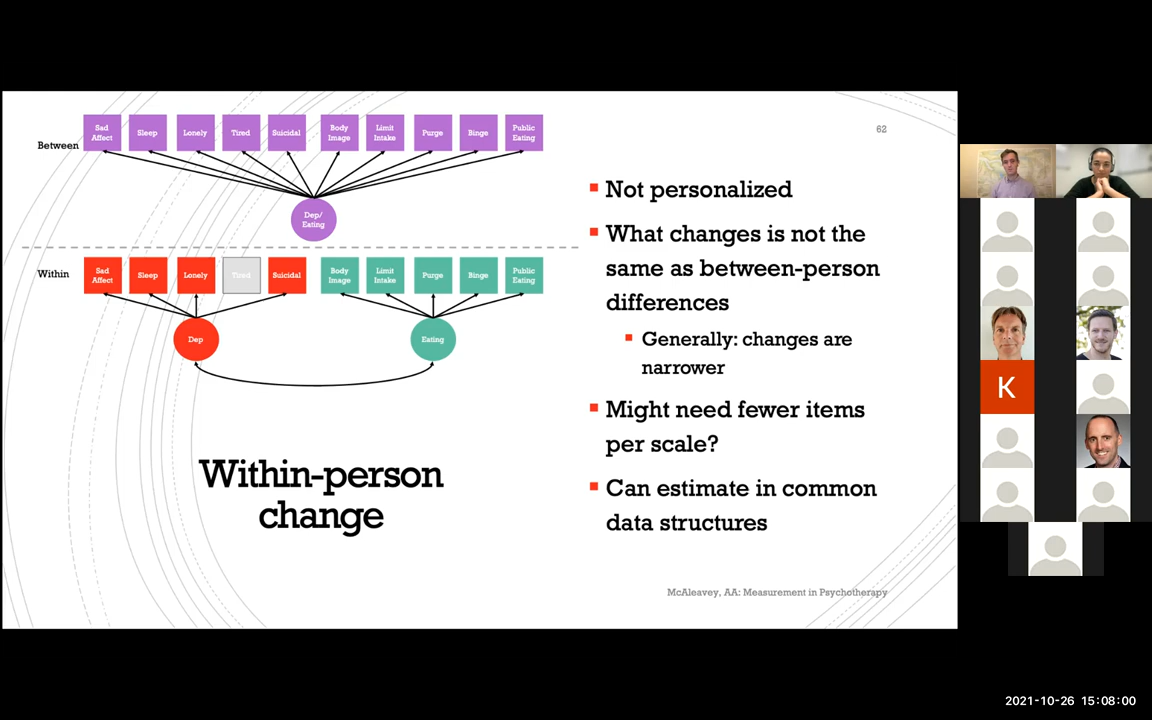 62
Between
Sad
Affect
Sleep
Lonely
Tired
Suicidal
Body
Image
Limit
Intake
Purge
Binge
Public
Eating
Dep/
Eating
Within
Sad
Affect
Sleep
Lonely
Tired
Suicidal
Body
Image
Limit
Intake
Purge
Binge
Public
Eating
Dep
Eating
Within-person
change
Not personalized
What changes is not the
same as between-person
differences
Generally: changes are
narrower
Might need fewer items
per scale?
Can estimate in common
data structures
McAleavey, AA: Measurement in Psychotherapy
K
2021-10-26 15:08:00